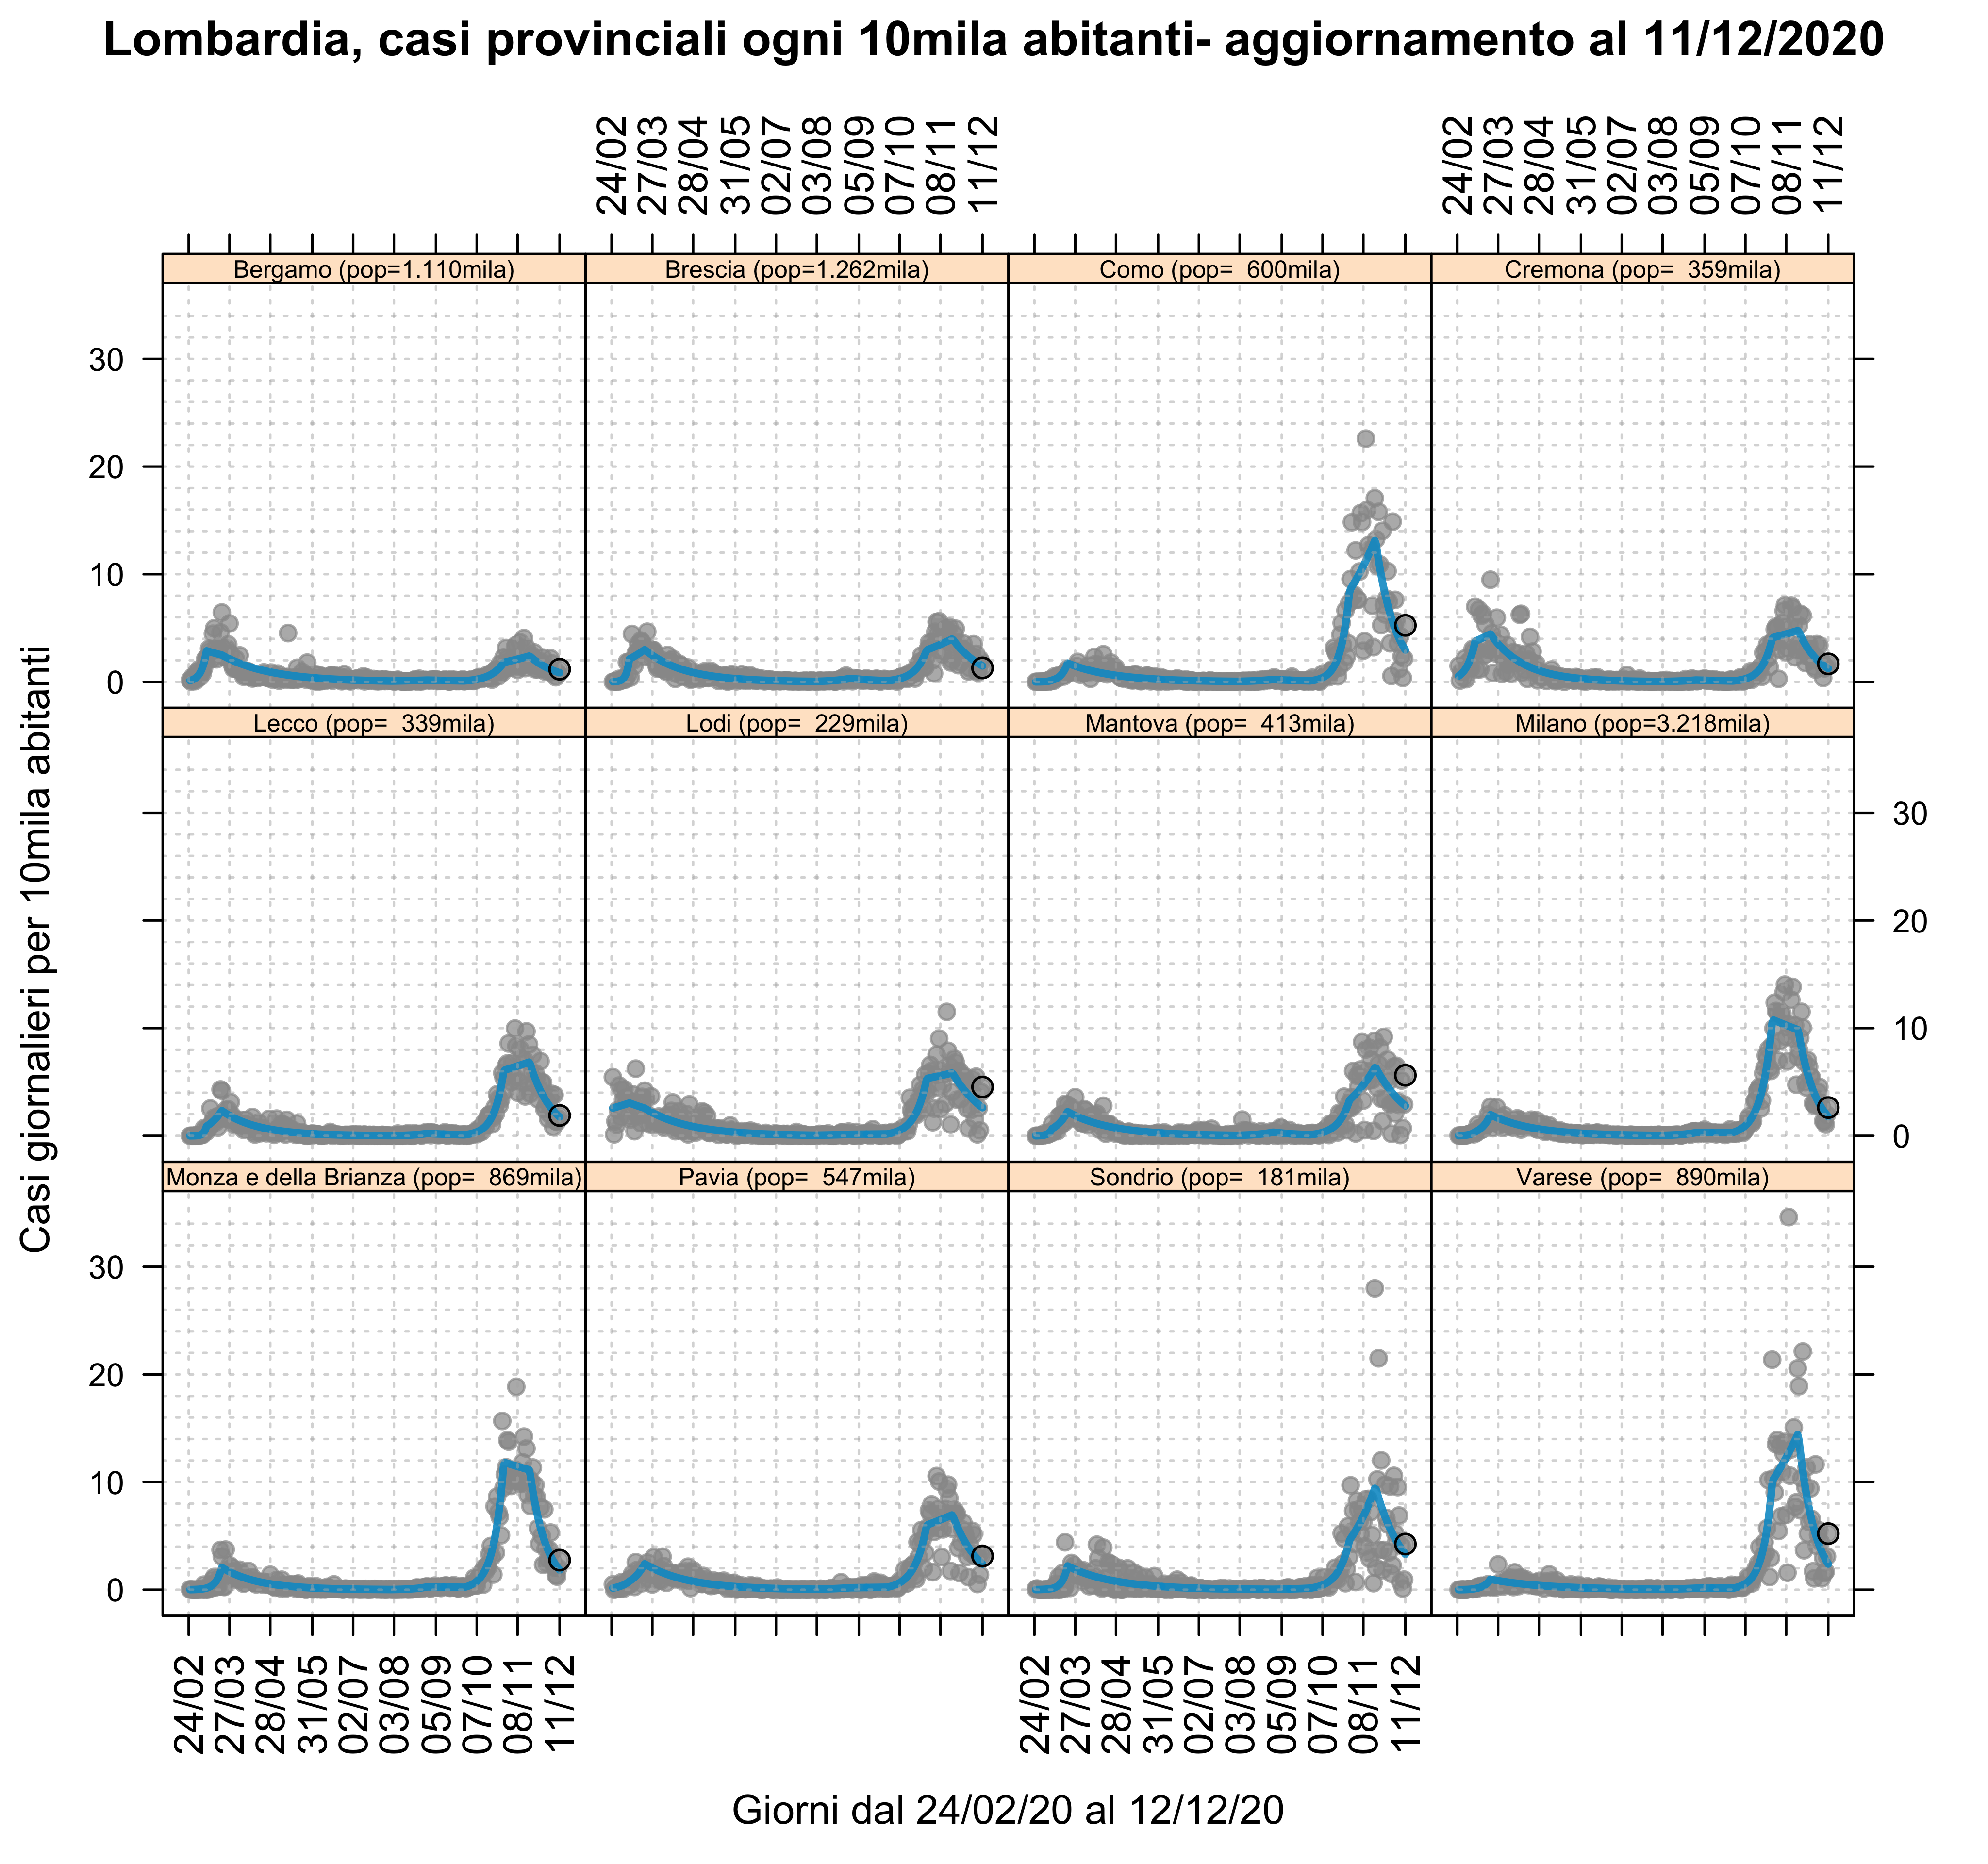 Lombardia, casi provinciali ogni 10mila abitanti- aggiornamento al 11/12/2020
24/02 27/03 28/04 31/05 02/07 03/08 05/09 07/10 08/11 11/12
24/02 27/03 28/04 31/05 02/07 03/08 05/09 07/10 08/11 11/12
Casi giornalieri per 10mila abitanti
Bergamo (pop=1.110mila)
Brescia (pop=1.262mila)
Como (pop=  600mila)
Cremona (pop=  359mila)
30
20
10
0
Lecco (pop=  339mila)
Lodi (pop=  229mila)
Mantova (pop=  413mila)
Milano (pop=3.218mila)
30
20
10
0
Monza e della Brianza (pop=  869mila)
Pavia (pop=  547mila)
Sondrio (pop=  181mila)
Varese (pop=  890mila)
30
20
10
0
24/02 27/03 28/04 31/05 02/07 03/08 05/09 07/10 08/11 11/12
24/02 27/03 28/04 31/05 02/07 03/08 05/09 07/10 08/11 11/12
Giorni dal 24/02/20 al 12/12/20